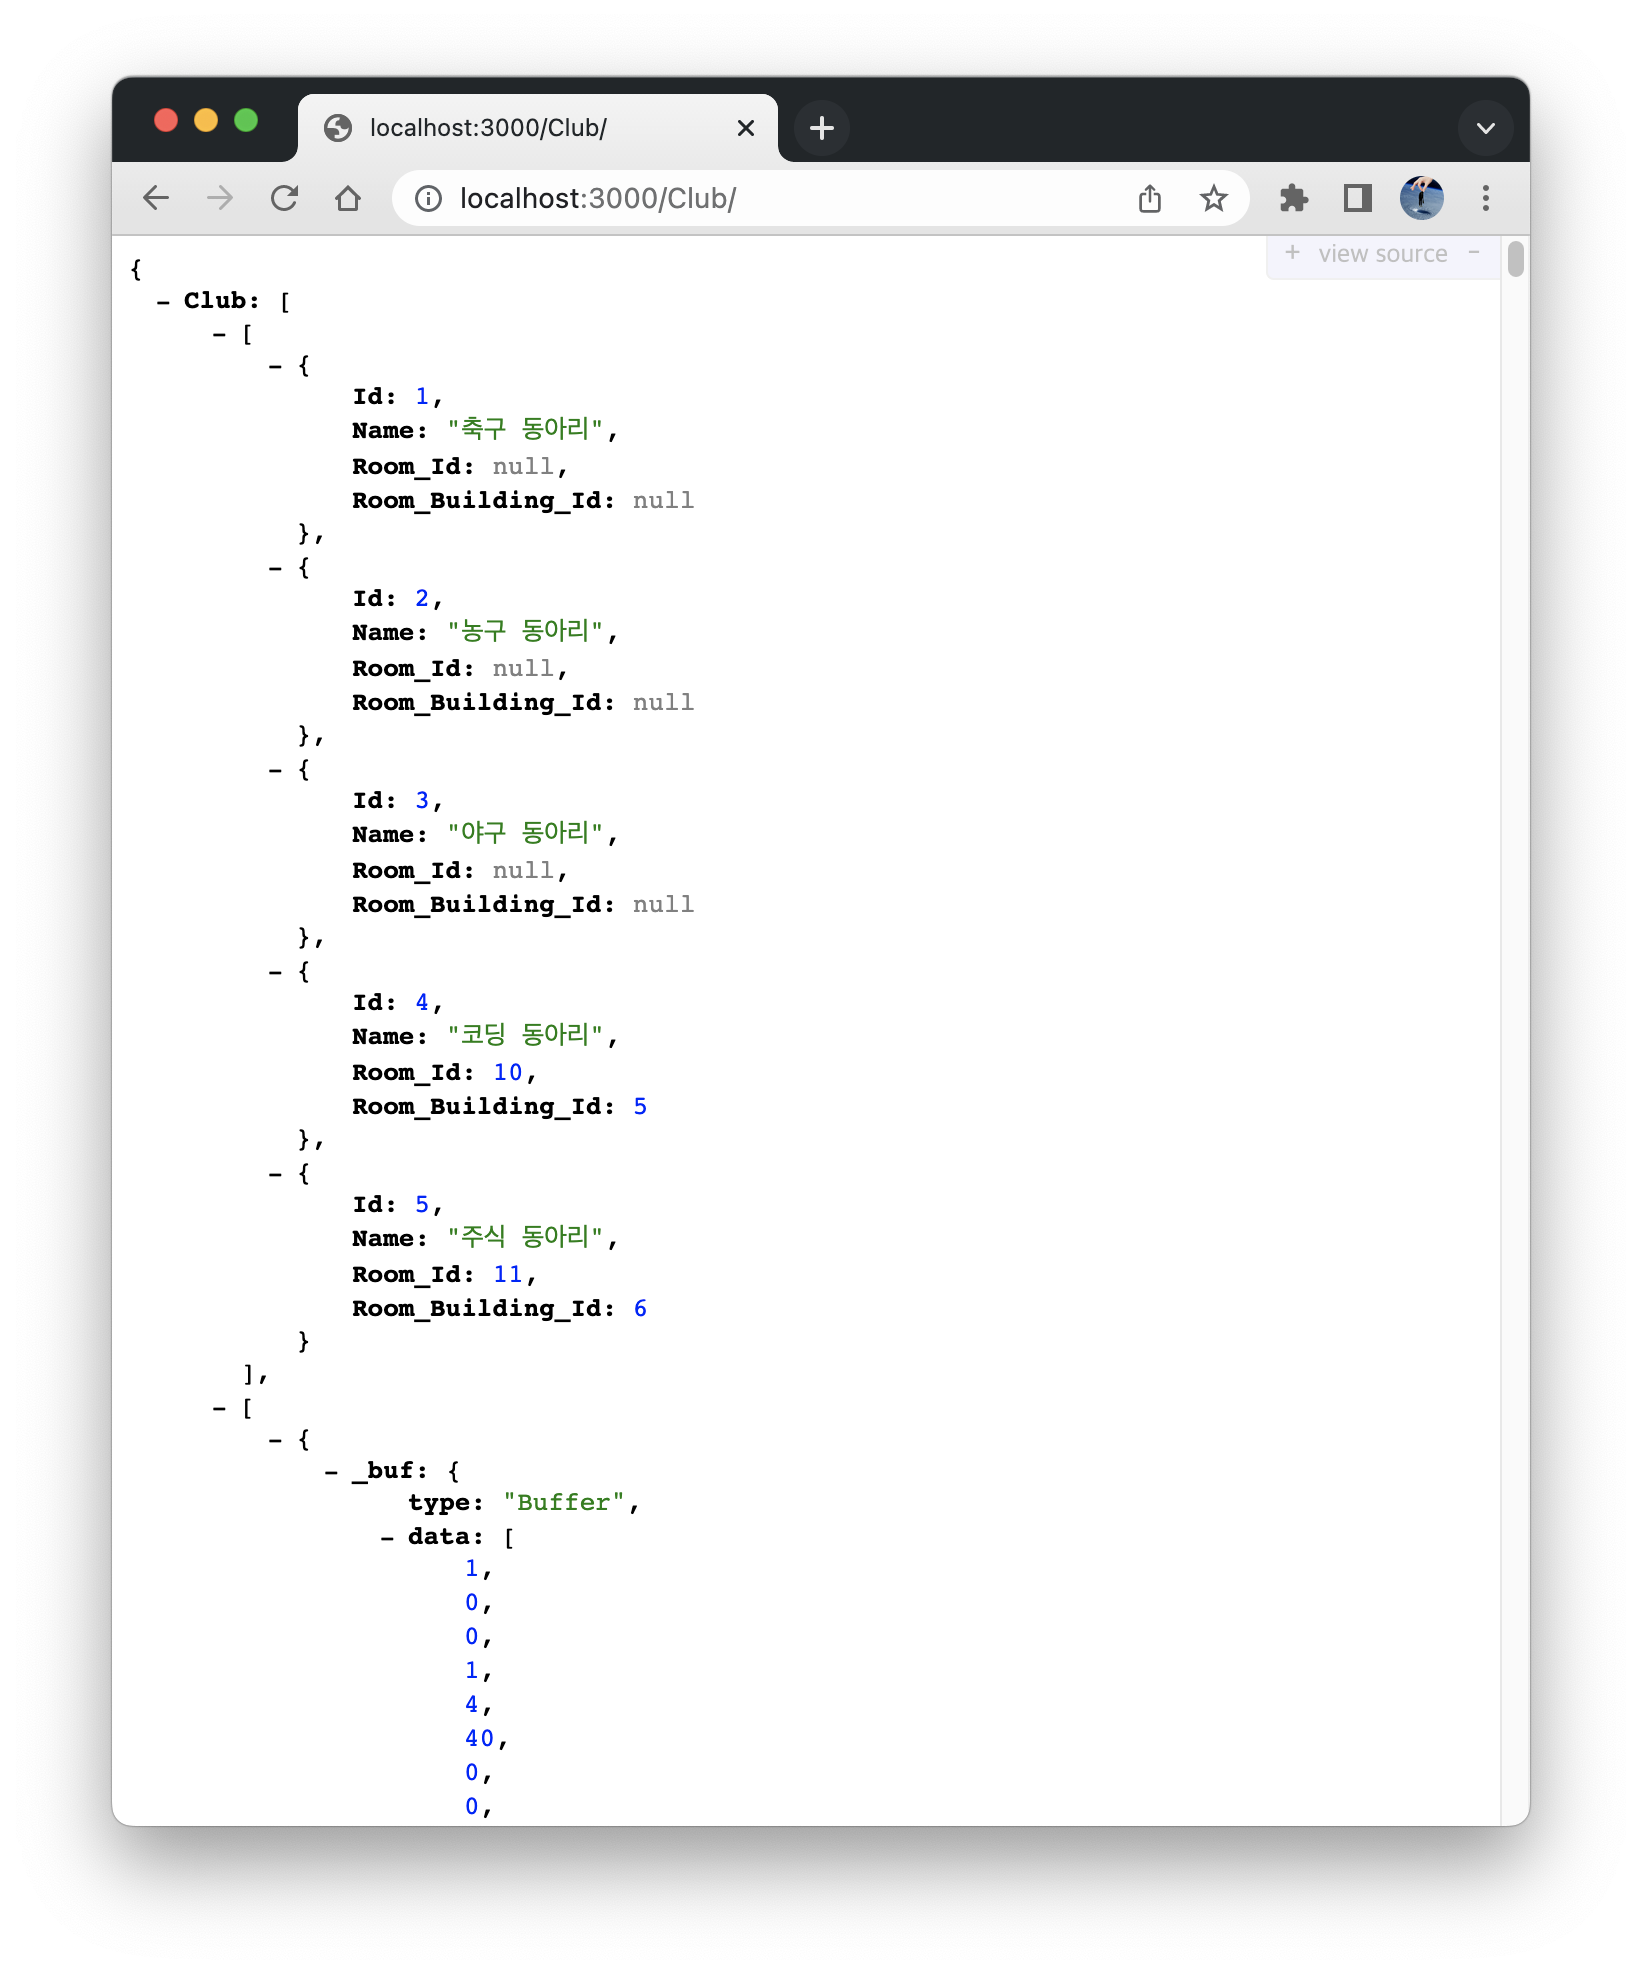 localhost:3000/Club/
localhost:3000/Club/
+ view source -
{
- Club: [
- [
- {
Id: 1,
Name: "축구 동아리",
Room_Id: null,
Room_Building_Id: null
},
- {
Id: 2,
Name: "농구 동아리",
Room_Id: null,
Room_Building_Id: null
},
- {
Id: 3,
Name: "야구 동아리",
Room_Id: null,
Room_Building_Id: null
},
- {
Id: 4,
Name: "코딩 동아리",
Room_Id: 10,
Room_Building_Id: 5
},
- {
Id: 5,
Name: "주식 동아리",
Room_Id: 11,
Room_Building_Id: 6
}
],
- [
- {
- _buf: {
type: "Buffer",
- data: [
1,
0,
0,
1,
4,
40,
0,
0,